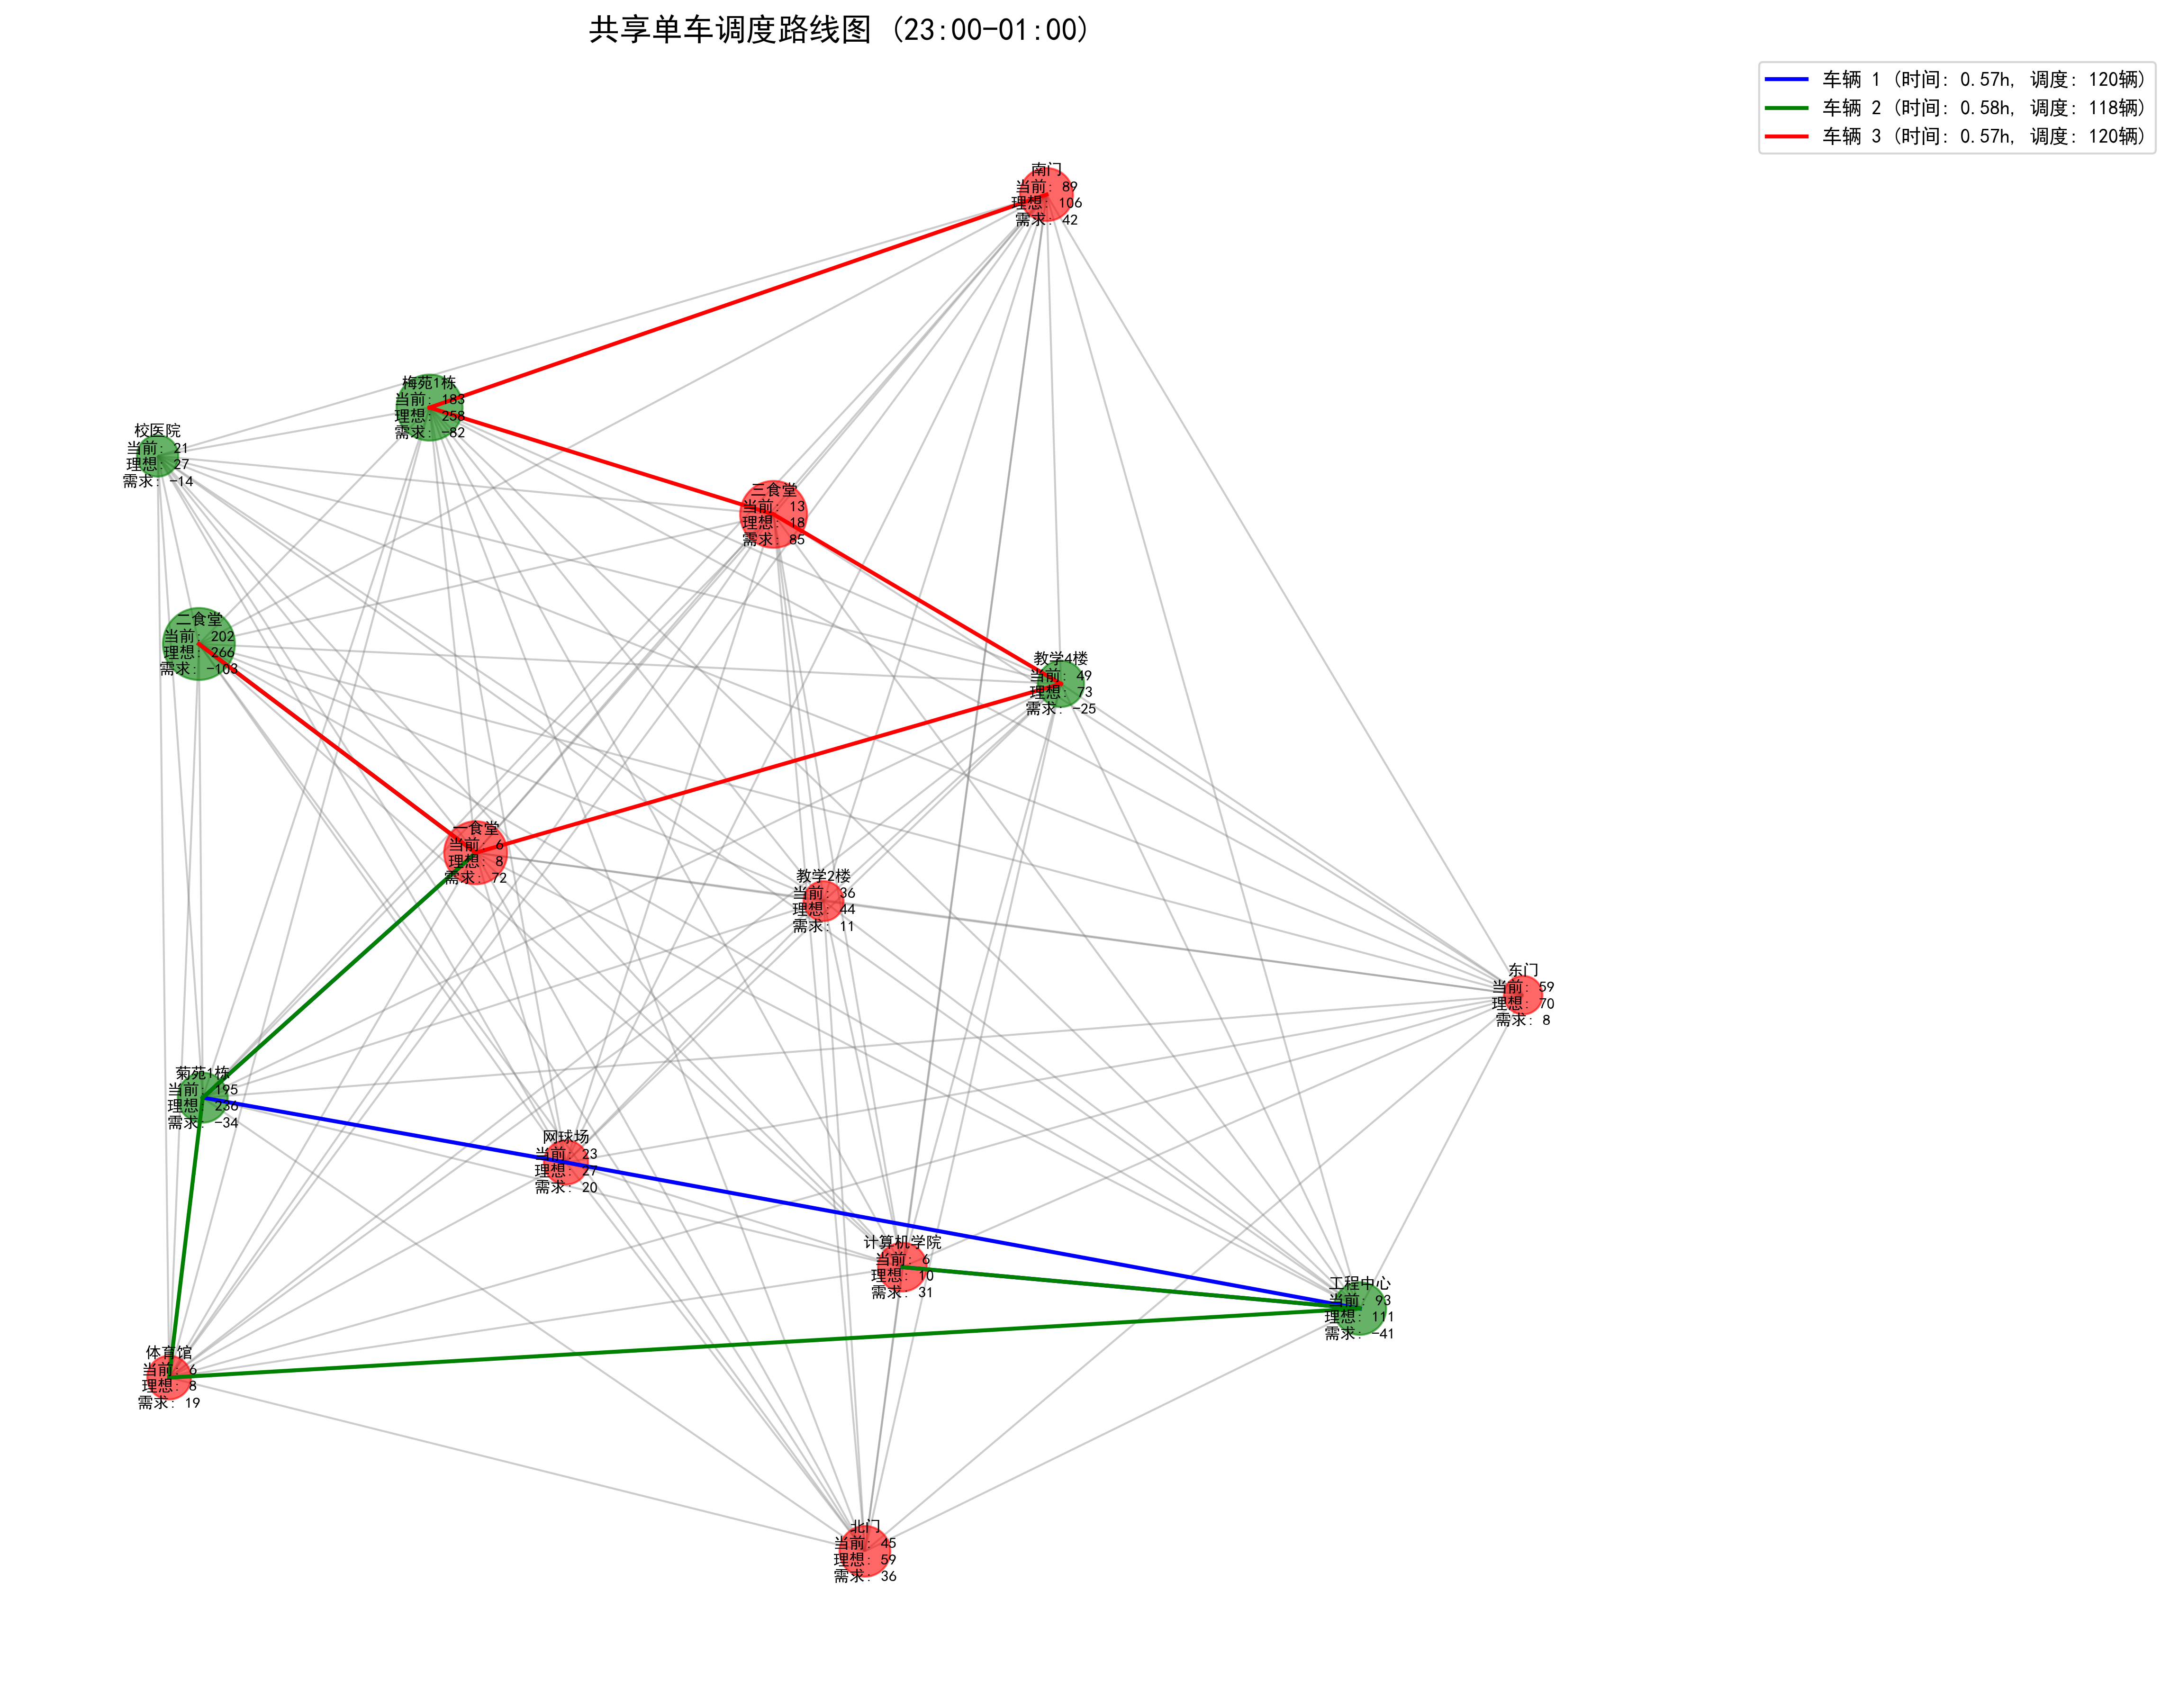 共享单车调度路线图 (23:00-01:00)
车辆 1 (时间: 0.57h, 调度: 120辆)
车辆 2 (时间: 0.58h, 调度: 118辆)
车辆 3 (时间: 0.57h, 调度: 120辆)
南门
当前: 89
理想: 106
需求: 42
梅苑1栋
当前: 183
理想: 258
需求: -82
校医院
当前: 21
理想: 27
需求: -14
三食堂
当前: 13
理想: 18
需求: 85
二食堂
当前: 202
理想: 266
需求: -103
教学4楼
当前: 49
理想: 73
需求: -25
一食堂
当前: 6
理想: 8
需求: 72
教学2楼
当前: 36
理想: 44
需求: 11
东门
当前: 59
理想: 70
需求: 8
菊苑1栋
当前: 195
理想: 236
需求: -34
网球场
当前: 23
理想: 27
需求: 20
计算机学院
当前: 6
理想: 10
需求: 31
工程中心
当前: 93
理想: 111
需求: -41
体育馆
当前: 6
理想: 8
需求: 19
北门
当前: 45
理想: 59
需求: 36